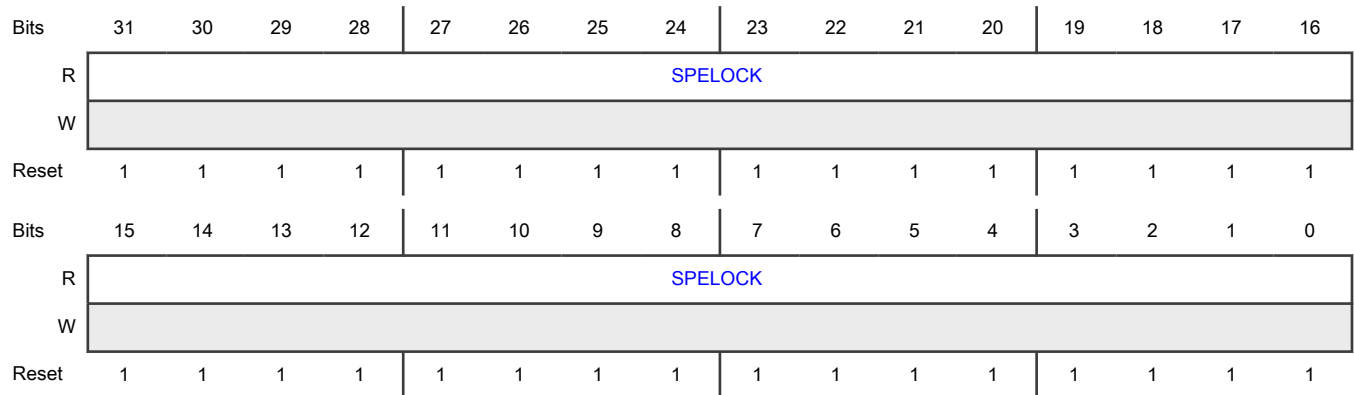 Bits 31 30 29 28 27 26 25 24 23 22 21 20 19 18 17 16
R SPELOCK
W
Reset 1 1 1 1 1 1 1 1 1 1 1 1 1 1 1 1
Bits 15 14 13 12 11 10 9 8 7 6 5 4 3 2 1 0
R SPELOCK
W
Reset 1 1 1 1 1 1 1 1 1 1 1 1 1 1 1 1